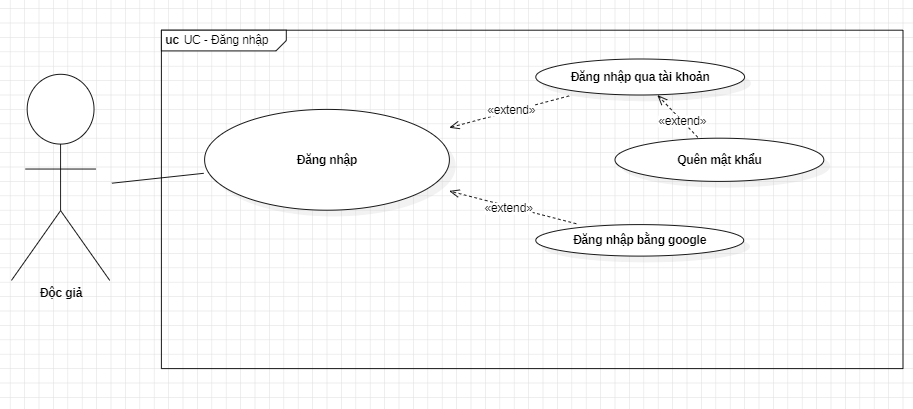 uc UC - Đăng nhập
Đăng nhập qua tài khoản
«extend»
«extend»
Đăng nhập
Quên mật khẩu
«extend»
Đăng nhập bằng google
Độc giả